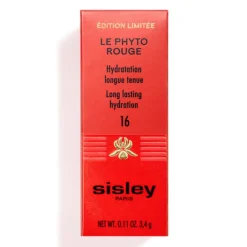 ÉDITION LIMITÉE
LE PHYTO
ROUGE
Hydratation
longue tenue
Long lasting
hydration
16
sisley
PARIS
NET WT. 0.11 OZ. 3,4g